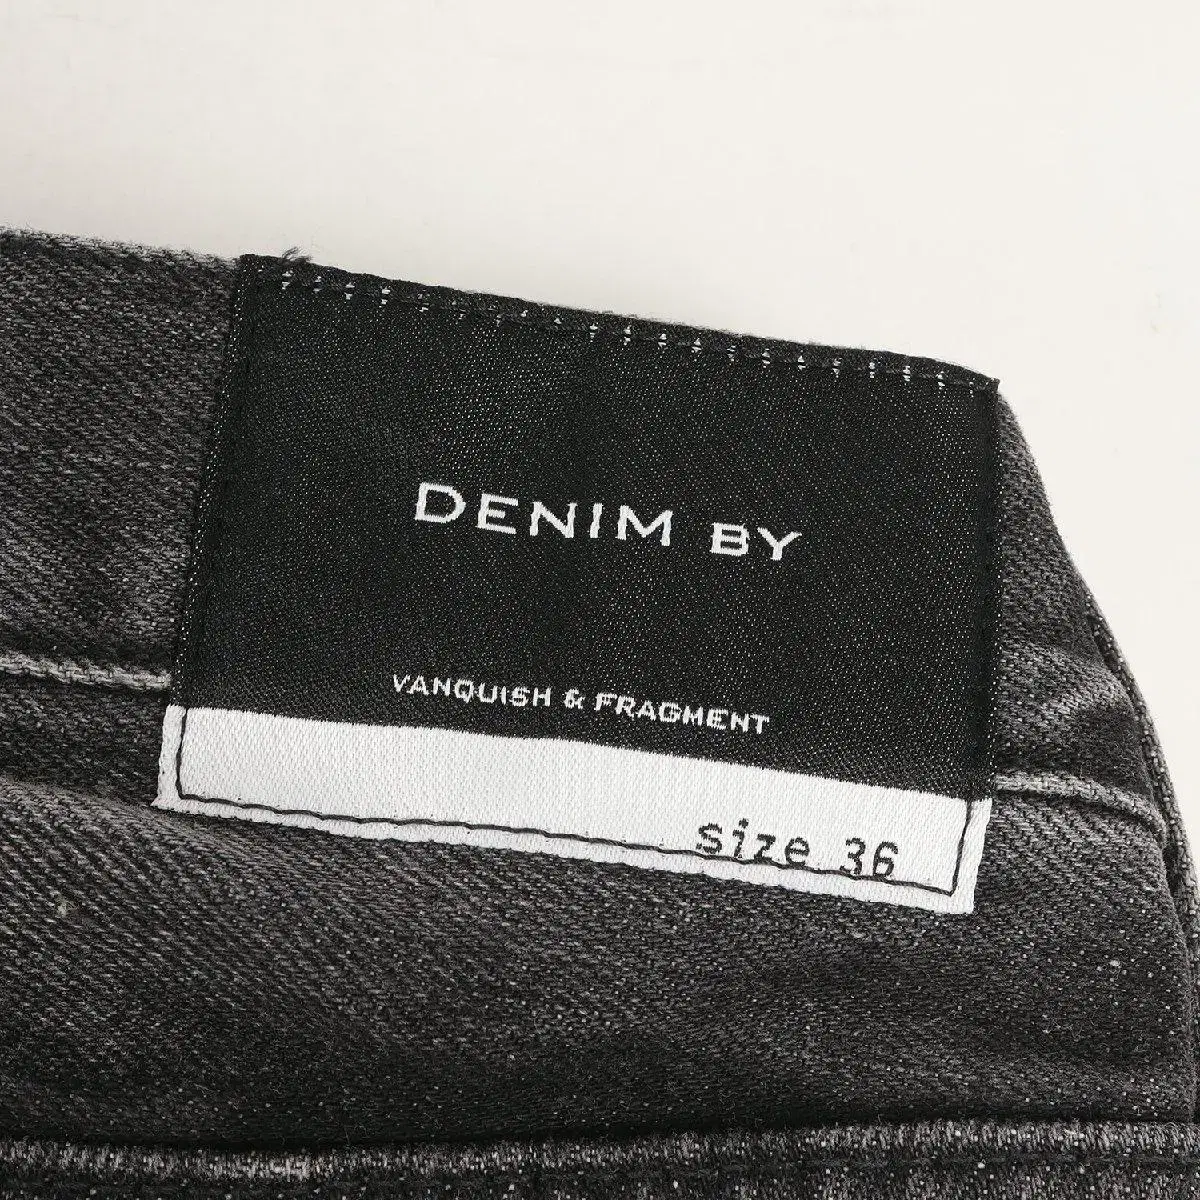 DENIM BY
VANQUISH & FRAGMENT
size 36